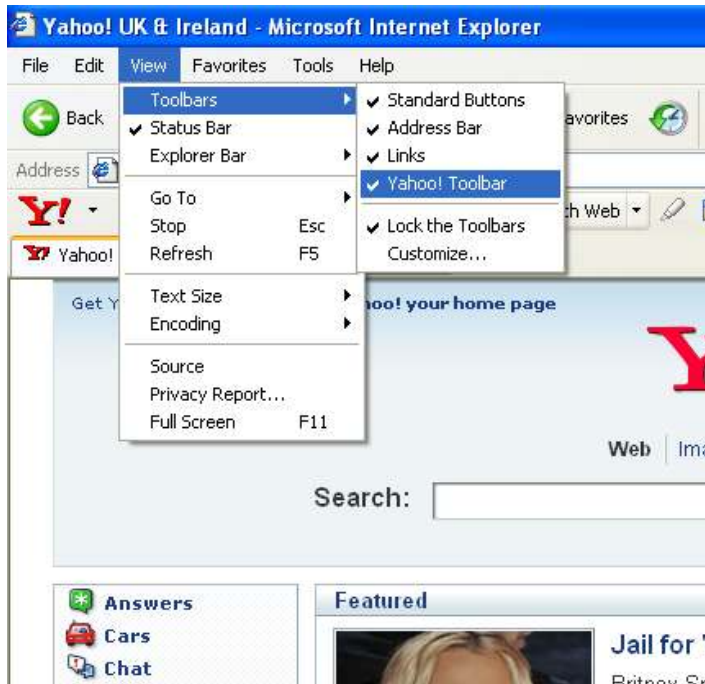 Yahoo! UK & Ireland - Microsoft Internet Explorer
File Edit View Favorites Tools Help
Back
Toolbars
Status Bar
Explorer Bar
Go To
Stop Esc
Refresh F5
Text Size
Encoding
Source
Privacy Report...
Full Screen F11
Standard Buttons
Address Bar
Links
Yahoo! Toolbar
Lock the Toolbars
Customize...
avorites
Address
Y!
h Web
Y! Yahoo!
Get Y
hoo! your home page
Y
Web Ima
Search:
Answers
Cars
Chat
Featured
Jail for '
Britney Sp